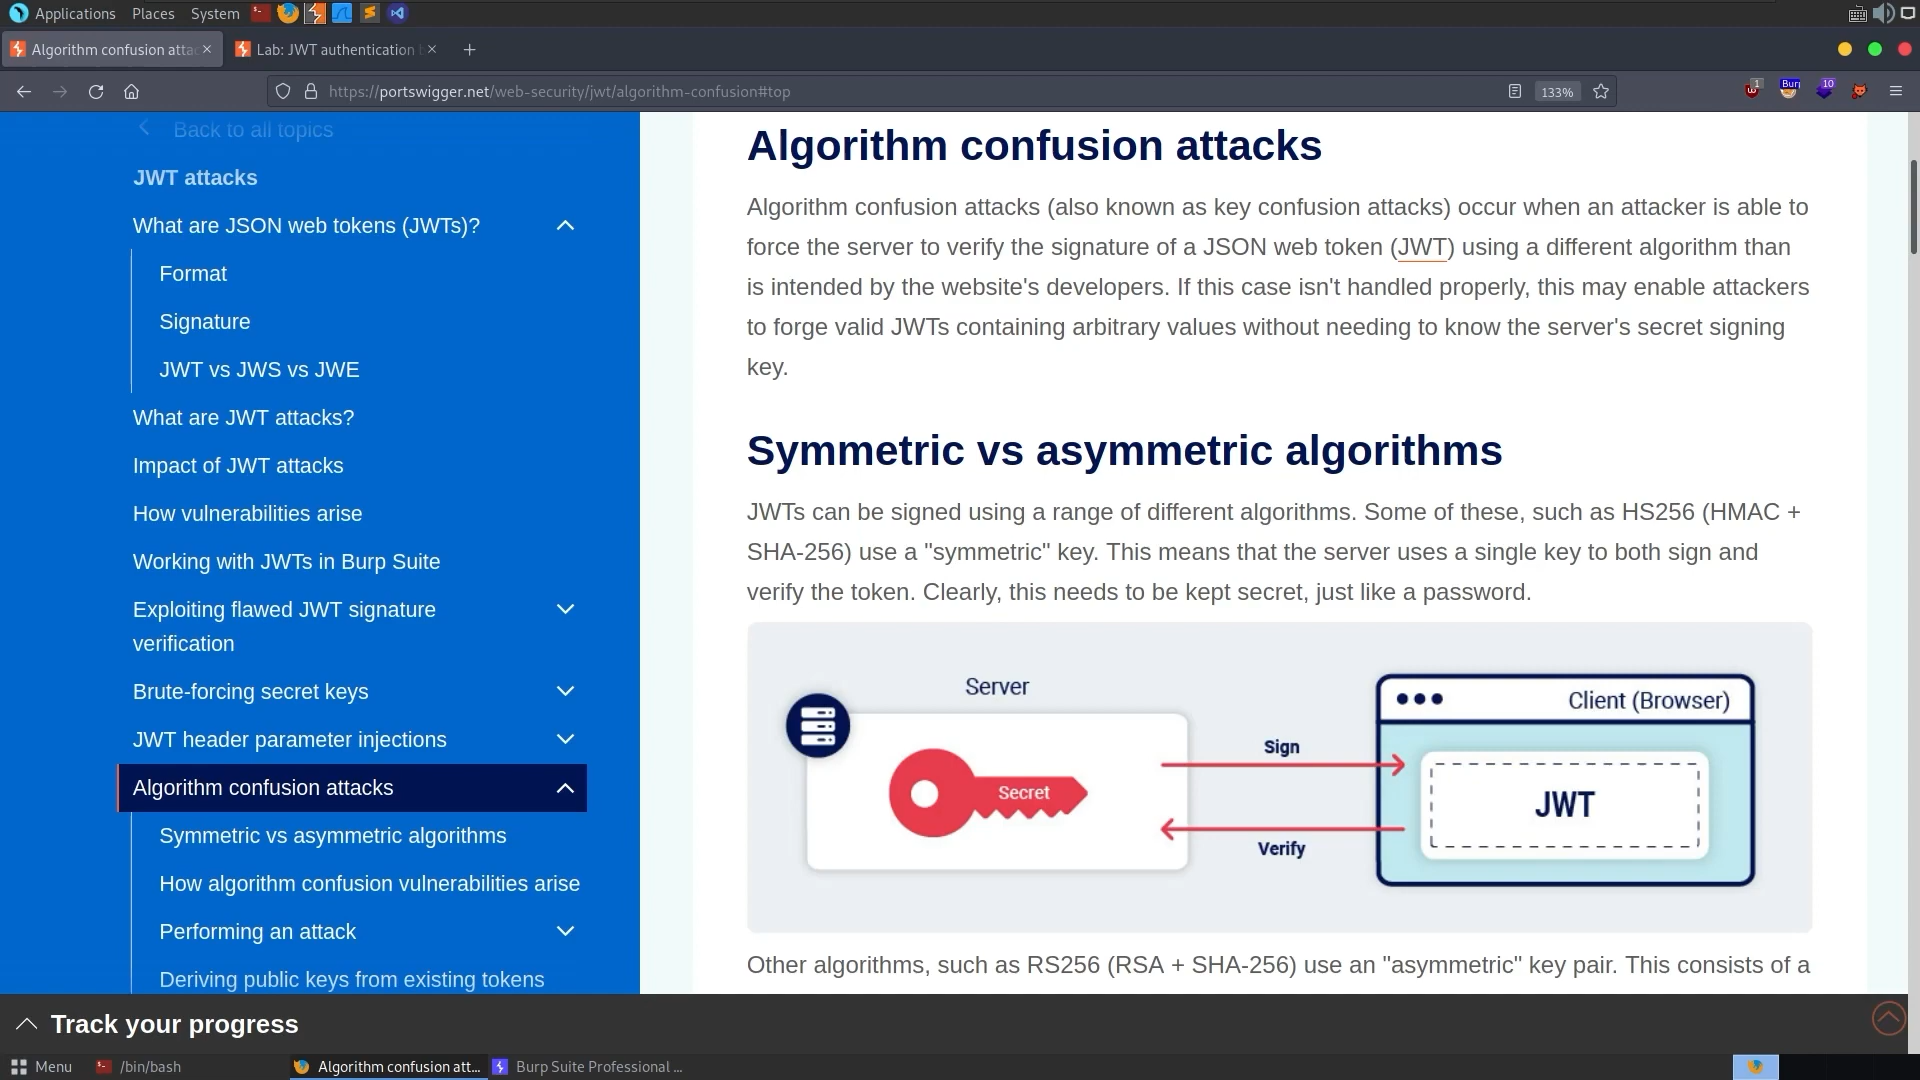 Applications Places System
Algorithm confusion attac
Lab: JWT authentication b
https://portswigger.net/web-security/jwt/algorithm-confusion#top
133%
1
Burp
10
Back to all topics
JWT attacks
What are JSON web tokens (JWTs)?
Format
Signature
JWT vs JWS vs JWE
What are JWT attacks?
Impact of JWT attacks
How vulnerabilities arise
Working with JWTs in Burp Suite
Exploiting flawed JWT signature
verification
Brute-forcing secret keys
JWT header parameter injections
Algorithm confusion attacks
Symmetric vs asymmetric algorithms
How algorithm confusion vulnerabilities arise
Performing an attack
Deriving public keys from existing tokens
Algorithm confusion attacks
Algorithm confusion attacks (also known as key confusion attacks) occur when an attacker is able to
force the server to verify the signature of a JSON web token (JWT) using a different algorithm than
is intended by the website's developers. If this case isn't handled properly, this may enable attackers
to forge valid JWTs containing arbitrary values without needing to know the server's secret signing
key.
Symmetric vs asymmetric algorithms
JWTs can be signed using a range of different algorithms. Some of these, such as HS256 (HMAC +
SHA-256) use a "symmetric" key. This means that the server uses a single key to both sign and
verify the token. Clearly, this needs to be kept secret, just like a password.
Server
Secret
Sign
Verify
Client (Browser)
JWT
Other algorithms, such as RS256 (RSA + SHA-256) use an "asymmetric" key pair. This consists of a
Track your progress
Menu
/bin/bash
Algorithm confusion att...
Burp Suite Professional ...